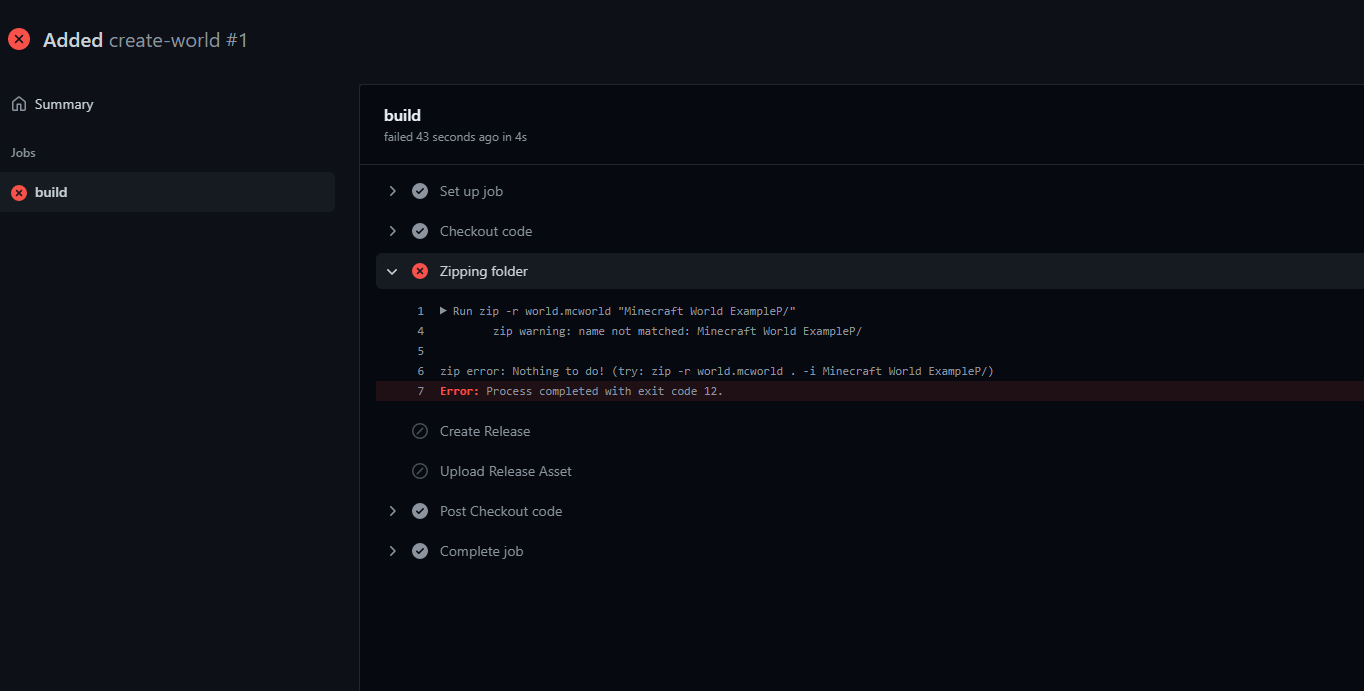 Added create-world #1
Summary
Jobs
build
build
failed 43 seconds ago in 4s
Set up job
Checkout code
Zipping folder
1 Run zip -r world.mcworld "Minecraft World ExampleP/"
4 zip warning: name not matched: Minecraft World ExampleP/
5
6 zip error: Nothing to do! (try: zip -r world.mcworld . -i Minecraft World ExampleP/)
7 Error: Process completed with exit code 12.
Create Release
Upload Release Asset
Post Checkout code
Complete job